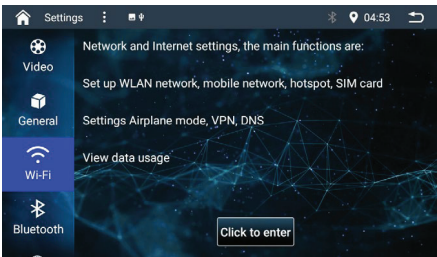 Settings 04:53
Video
General
Wi-Fi
Bluetooth
Network and Internet settings, the main functions are:
Set up WLAN network, mobile network, hotspot, SIM card
Settings Airplane mode, VPN, DNS
View data usage
Click to enter